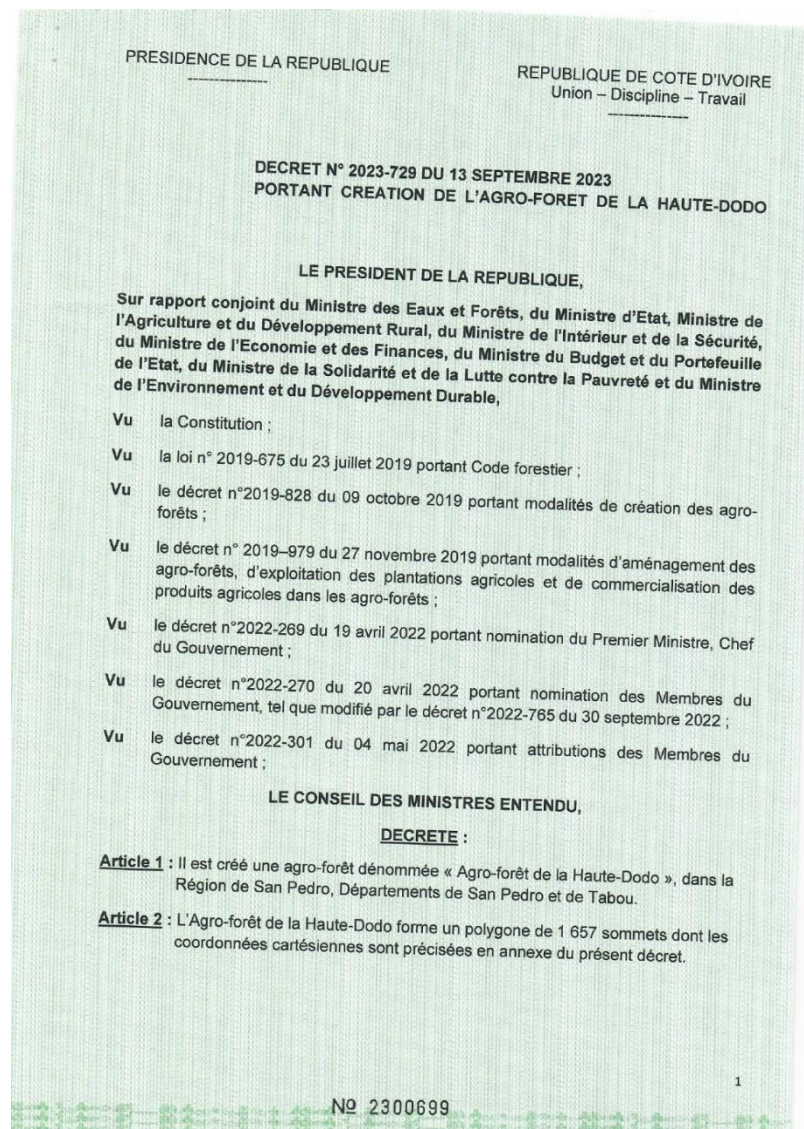 PRESIDENCE DE LA REPUBLIQUE
---------------
REPUBLIQUE DE COTE D'IVOIRE
Union – Discipline – Travail
---------------
DECRET N° 2023-729 DU 13 SEPTEMBRE 2023
PORTANT CREATION DE L'AGRO-FORET DE LA HAUTE-DODO
LE PRESIDENT DE LA REPUBLIQUE,
Sur rapport conjoint du Ministre des Eaux et Forêts, du Ministre d'Etat, Ministre de
l'Agriculture et du Développement Rural, du Ministre de l'Intérieur et de la Sécurité,
du Ministre de l'Economie et des Finances, du Ministre du Budget et du Portefeuille
de l'Etat, du Ministre de la Solidarité et de la Lutte contre la Pauvreté et du Ministre
de l'Environnement et du Développement Durable,
Vu la Constitution ;
Vu la loi n° 2019-675 du 23 juillet 2019 portant Code forestier ;
Vu le décret n°2019-828 du 09 octobre 2019 portant modalités de création des agro-
forêts ;
Vu le décret n° 2019–979 du 27 novembre 2019 portant modalités d'aménagement des
agro-forêts, d'exploitation des plantations agricoles et de commercialisation des
produits agricoles dans les agro-forêts ;
Vu le décret n°2022-269 du 19 avril 2022 portant nomination du Premier Ministre, Chef
du Gouvernement ;
Vu le décret n°2022-270 du 20 avril 2022 portant nomination des Membres du
Gouvernement, tel que modifié par le décret n°2022-765 du 30 septembre 2022 ;
Vu le décret n°2022-301 du 04 mai 2022 portant attributions des Membres du
Gouvernement ;
LE CONSEIL DES MINISTRES ENTENDU,
DECRETE :
Article 1 : Il est créé une agro-forêt dénommée « Agro-forêt de la Haute-Dodo », dans la
Région de San Pedro, Départements de San Pedro et de Tabou.
Article 2 : L'Agro-forêt de la Haute-Dodo forme un polygone de 1 657 sommets dont les
coordonnées cartésiennes sont précisées en annexe du présent décret.
1
Nº 2300699